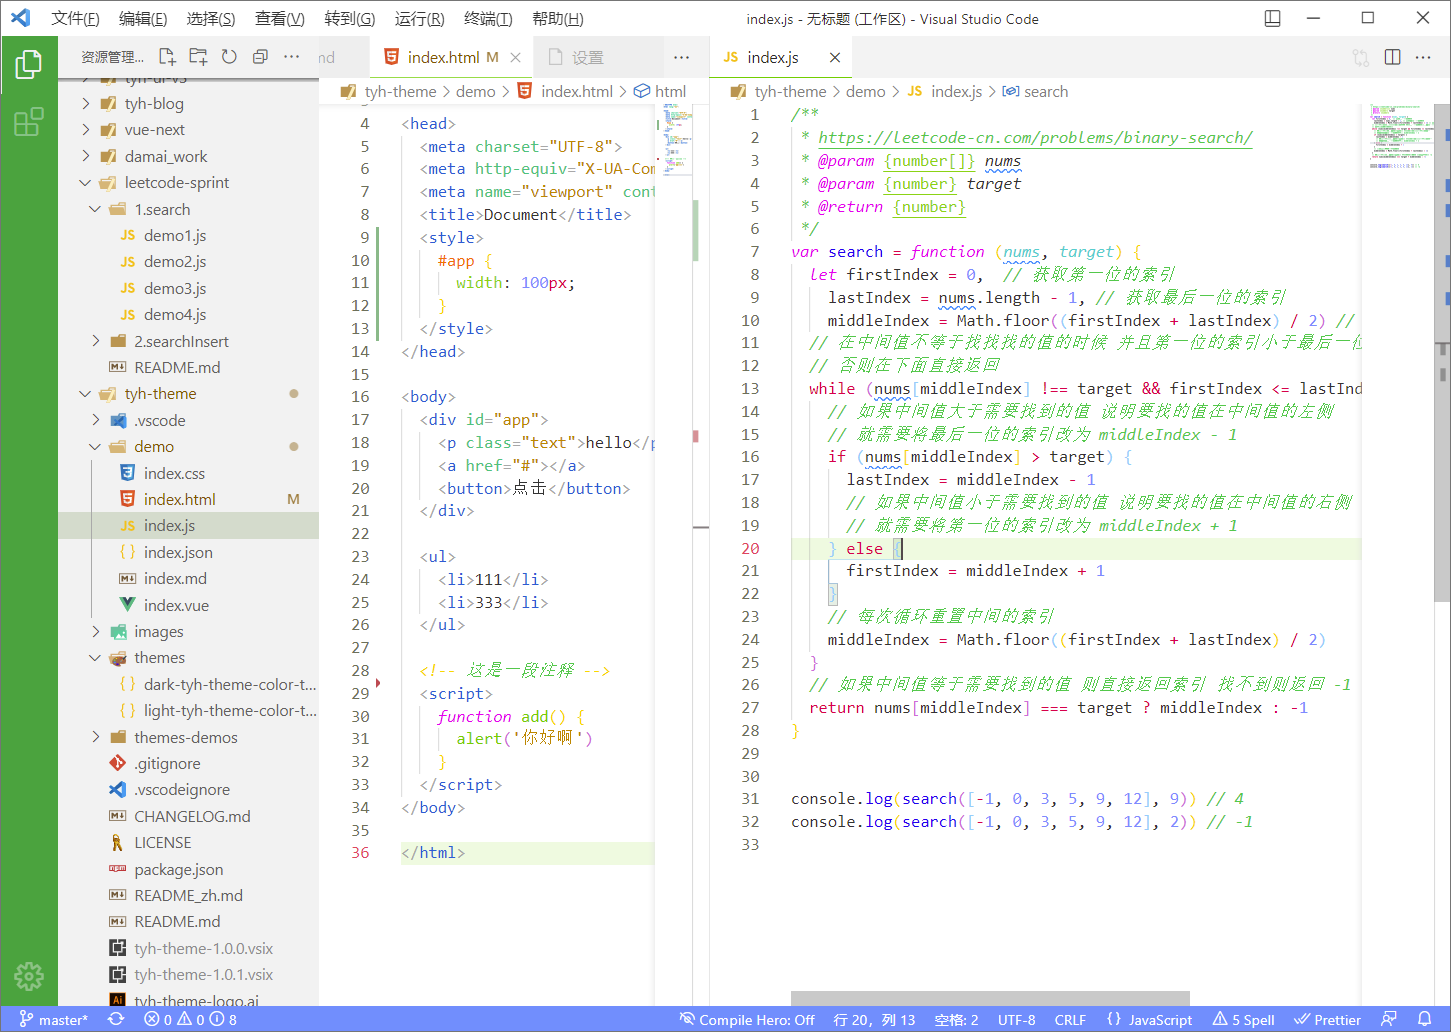 文件(F) 编辑(E) 选择(S) 查看(V) 转到(G) 运行(R) 终端(T) 帮助(H)
index.js - 无标题 (工作区) - Visual Studio Code
资源管理...
tyh-ui-v3
tyh-blog
vue-next
damai_work
leetcode-sprint
1.search
JS demo1.js
JS demo2.js
JS demo3.js
JS demo4.js
2.searchInsert
README.md
tyh-theme
.vscode
demo
index.css
index.html M
JS index.js
{} index.json
index.md
index.vue
images
themes
{} dark-tyh-theme-color-t...
{} light-tyh-theme-color-t...
themes-demos
.gitignore
.vscodeignore
CHANGELOG.md
LICENSE
package.json
README_zh.md
README.md
tyh-theme-1.0.0.vsix
tyh-theme-1.0.1.vsix
Ai tyh-theme-logo.ai
md
index.html M
设置
tyh-theme > demo > index.html > html
4 <head>
5 <meta charset="UTF-8">
6 <meta http-equiv="X-UA-Com
7 <meta name="viewport" cont
8 <title>Document</title>
9 <style>
10 #app {
11 width: 100px;
12 }
13 </style>
14 </head>
15
16 <body>
17 <div id="app">
18 <p class="text">hello</p
19 <a href="#"></a>
20 <button>点击</button>
21 </div>
22
23 <ul>
24 <li>111</li>
25 <li>333</li>
26 </ul>
27
28 <!-- 这是一段注释 -->
29 <script>
30 function add() {
31 alert('你好啊')
32 }
33 </script>
34 </body>
35
36 </html>
JS index.js
tyh-theme > demo > JS index.js > search
1 /**
2 * https://leetcode-cn.com/problems/binary-search/
3 * @param {number[]} nums
4 * @param {number} target
5 * @return {number}
6 */
7 var search = function (nums, target) {
8 let firstIndex = 0, // 获取第一位的索引
9 lastIndex = nums.length - 1, // 获取最后一位的索引
10 middleIndex = Math.floor((firstIndex + lastIndex) / 2) //
11 // 在中间值不等于找找找的值的时候 并且第一位的索引小于最后一位
12 // 否则在下面直接返回
13 while (nums[middleIndex] !== target && firstIndex <= lastInd
14 // 如果中间值大于需要找到的值 说明要找的值在中间值的左侧
15 // 就需要将最后一位的索引改为 middleIndex - 1
16 if (nums[middleIndex] > target) {
17 lastIndex = middleIndex - 1
18 // 如果中间值小于需要找到的值 说明要找的值在中间值的右侧
19 // 就需要将第一位的索引改为 middleIndex + 1
20 } else {
21 firstIndex = middleIndex + 1
22 }
23 // 每次循环重置中间的索引
24 middleIndex = Math.floor((firstIndex + lastIndex) / 2)
25 }
26 // 如果中间值等于需要找到的值 则直接返回索引 找不到则返回 -1
27 return nums[middleIndex] === target ? middleIndex : -1
28 }
29
30
31 console.log(search([-1, 0, 3, 5, 9, 12], 9)) // 4
32 console.log(search([-1, 0, 3, 5, 9, 12], 2)) // -1
33
master* 0 0 8 Compile Hero: Off 行 20，列 13 空格: 2 UTF-8 CRLF {} JavaScript 5 Spell Prettier